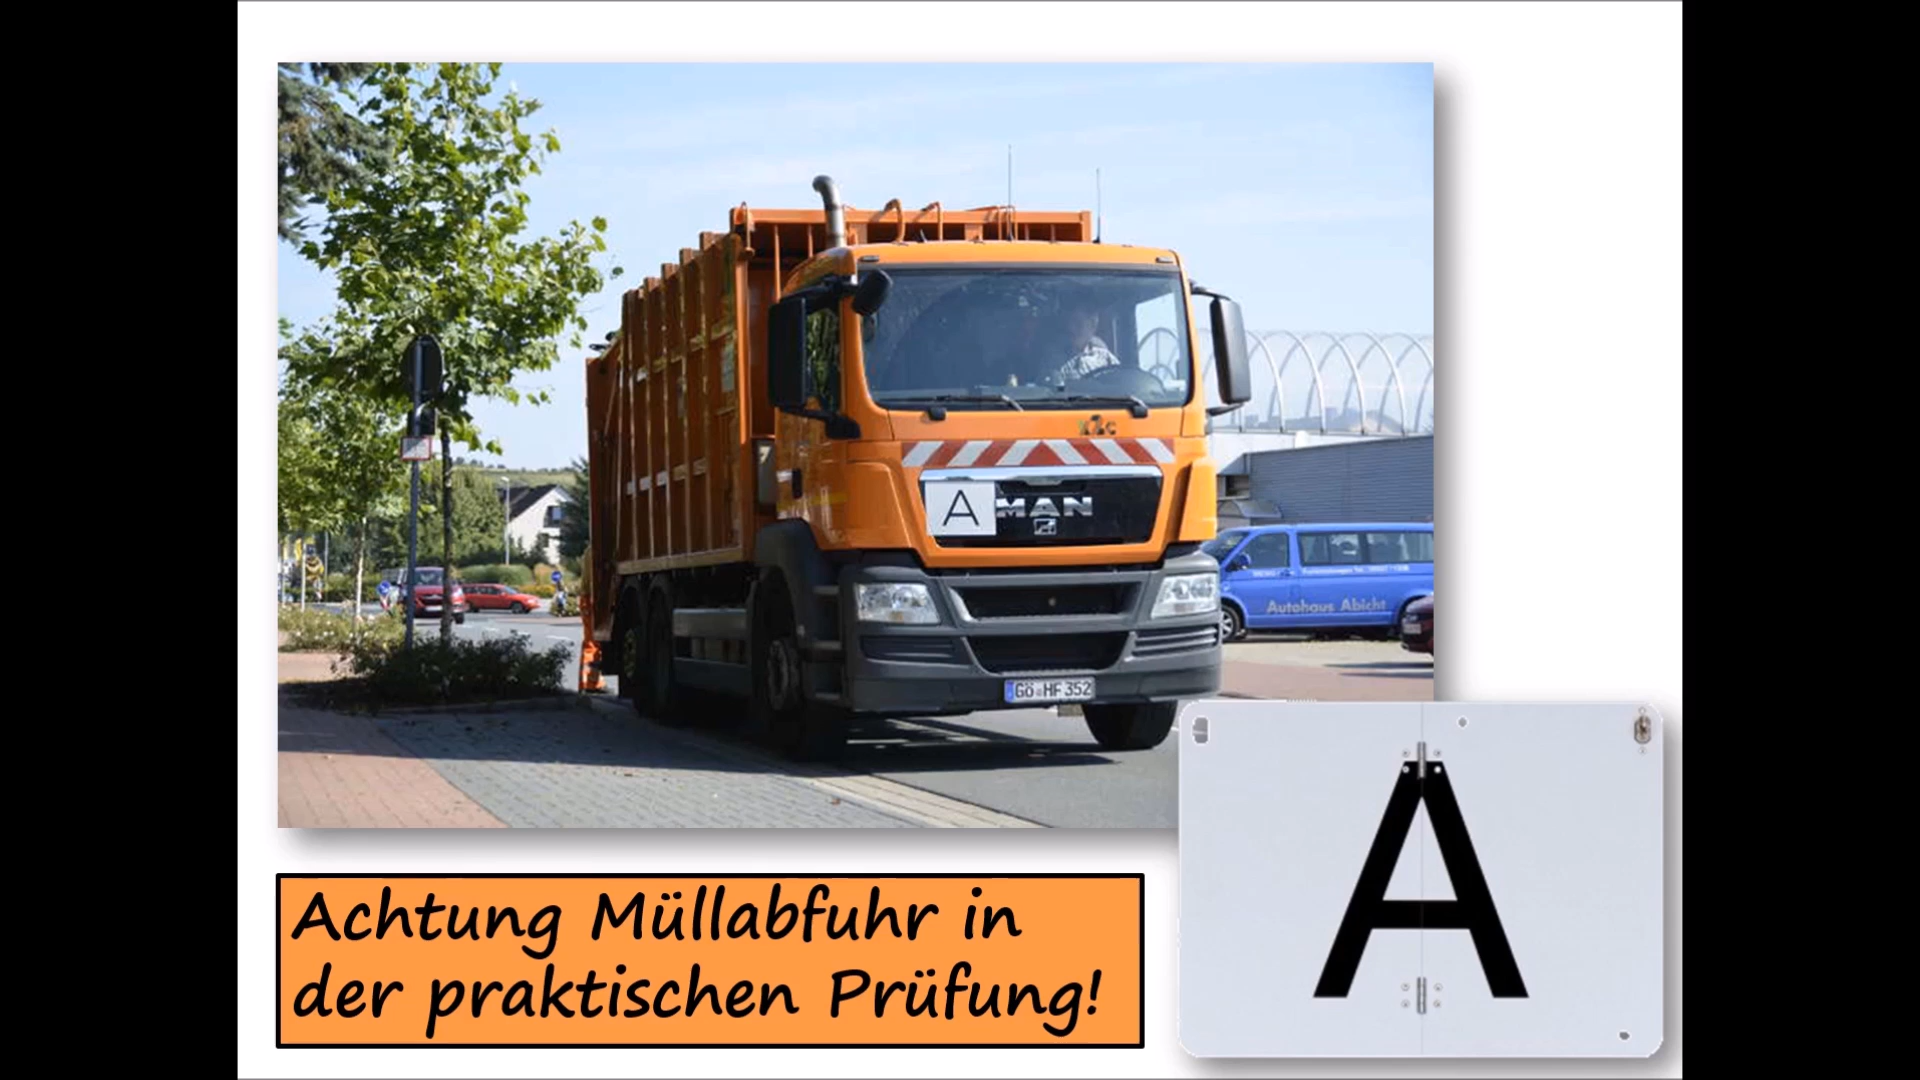 A
MAN
GÖ HF 352
Autohaus Abicht
A
Achtung Müllabfuhr in
der praktischen Prüfung!